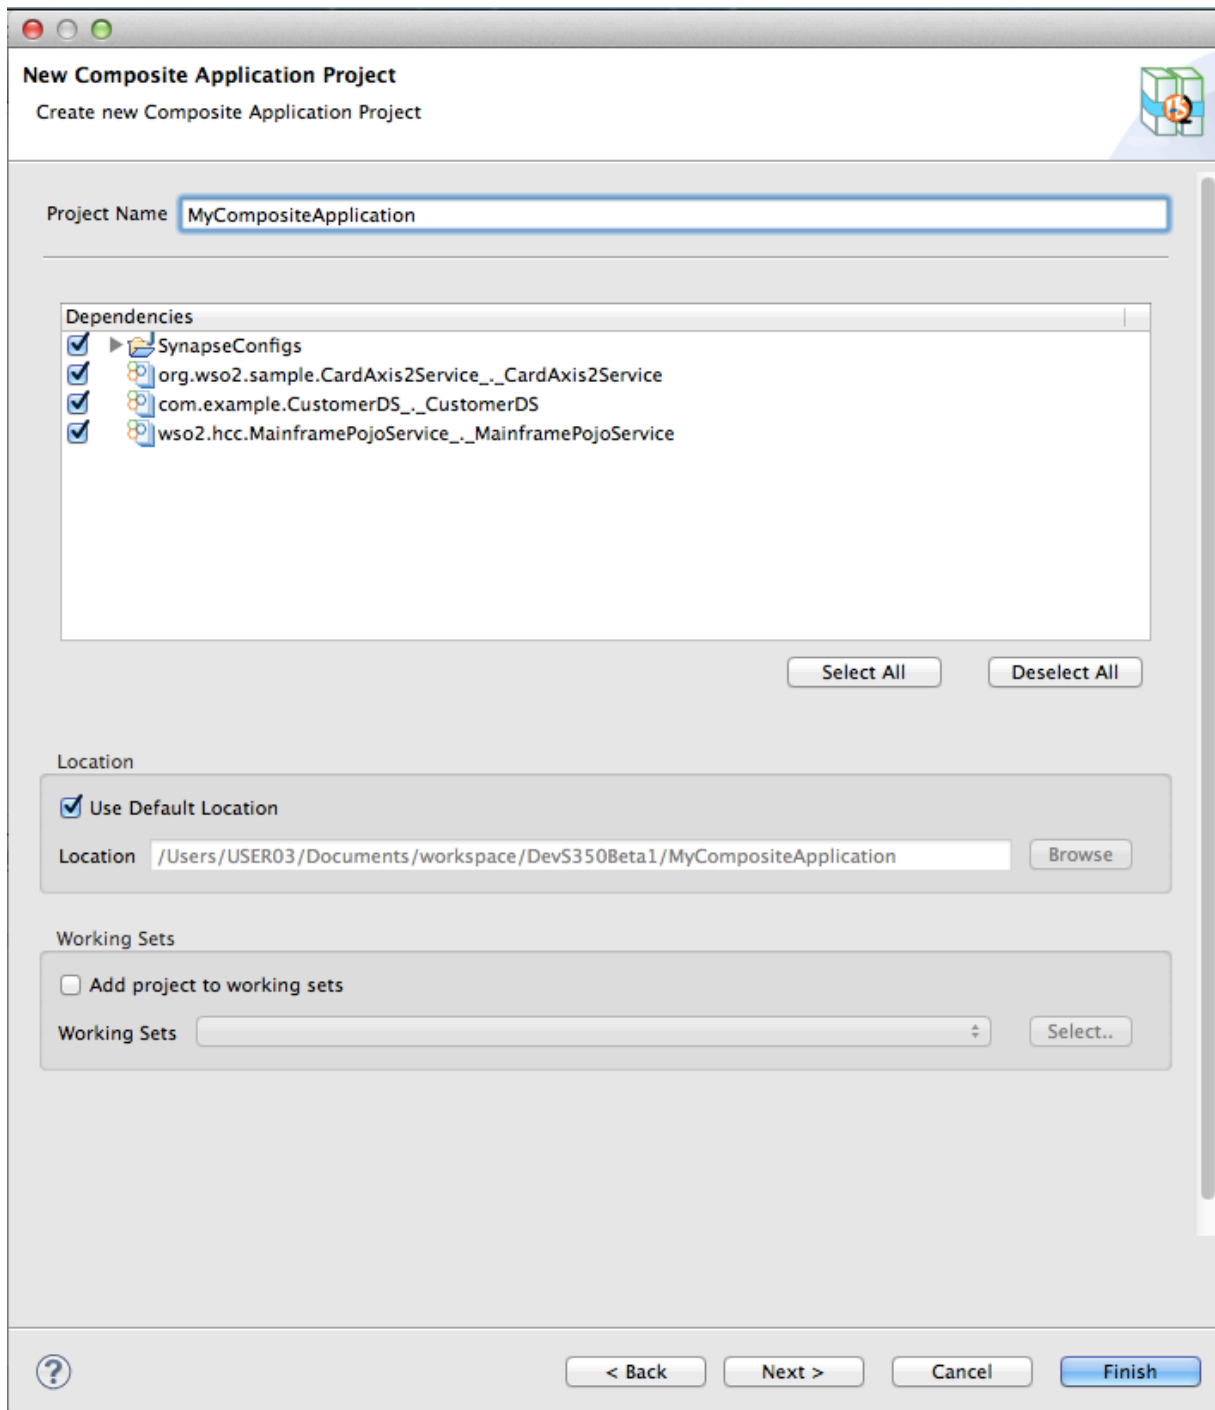 New Composite Application Project
Create new Composite Application Project
Project Name MyCompositeApplication
Dependencies
SynapseConfigs
org.wso2.sample.CardAxis2Service_._CardAxis2Service
com.example.CustomerDS_._CustomerDS
wso2.hcc.MainframePojoService_._MainframePojoService
Select All Deselect All
Location
Use Default Location
Location /Users/USER03/Documents/workspace/DevS350Beta1/MyCompositeApplication Browse
Working Sets
Add project to working sets
Working Sets Select..
? < Back Next > Cancel Finish